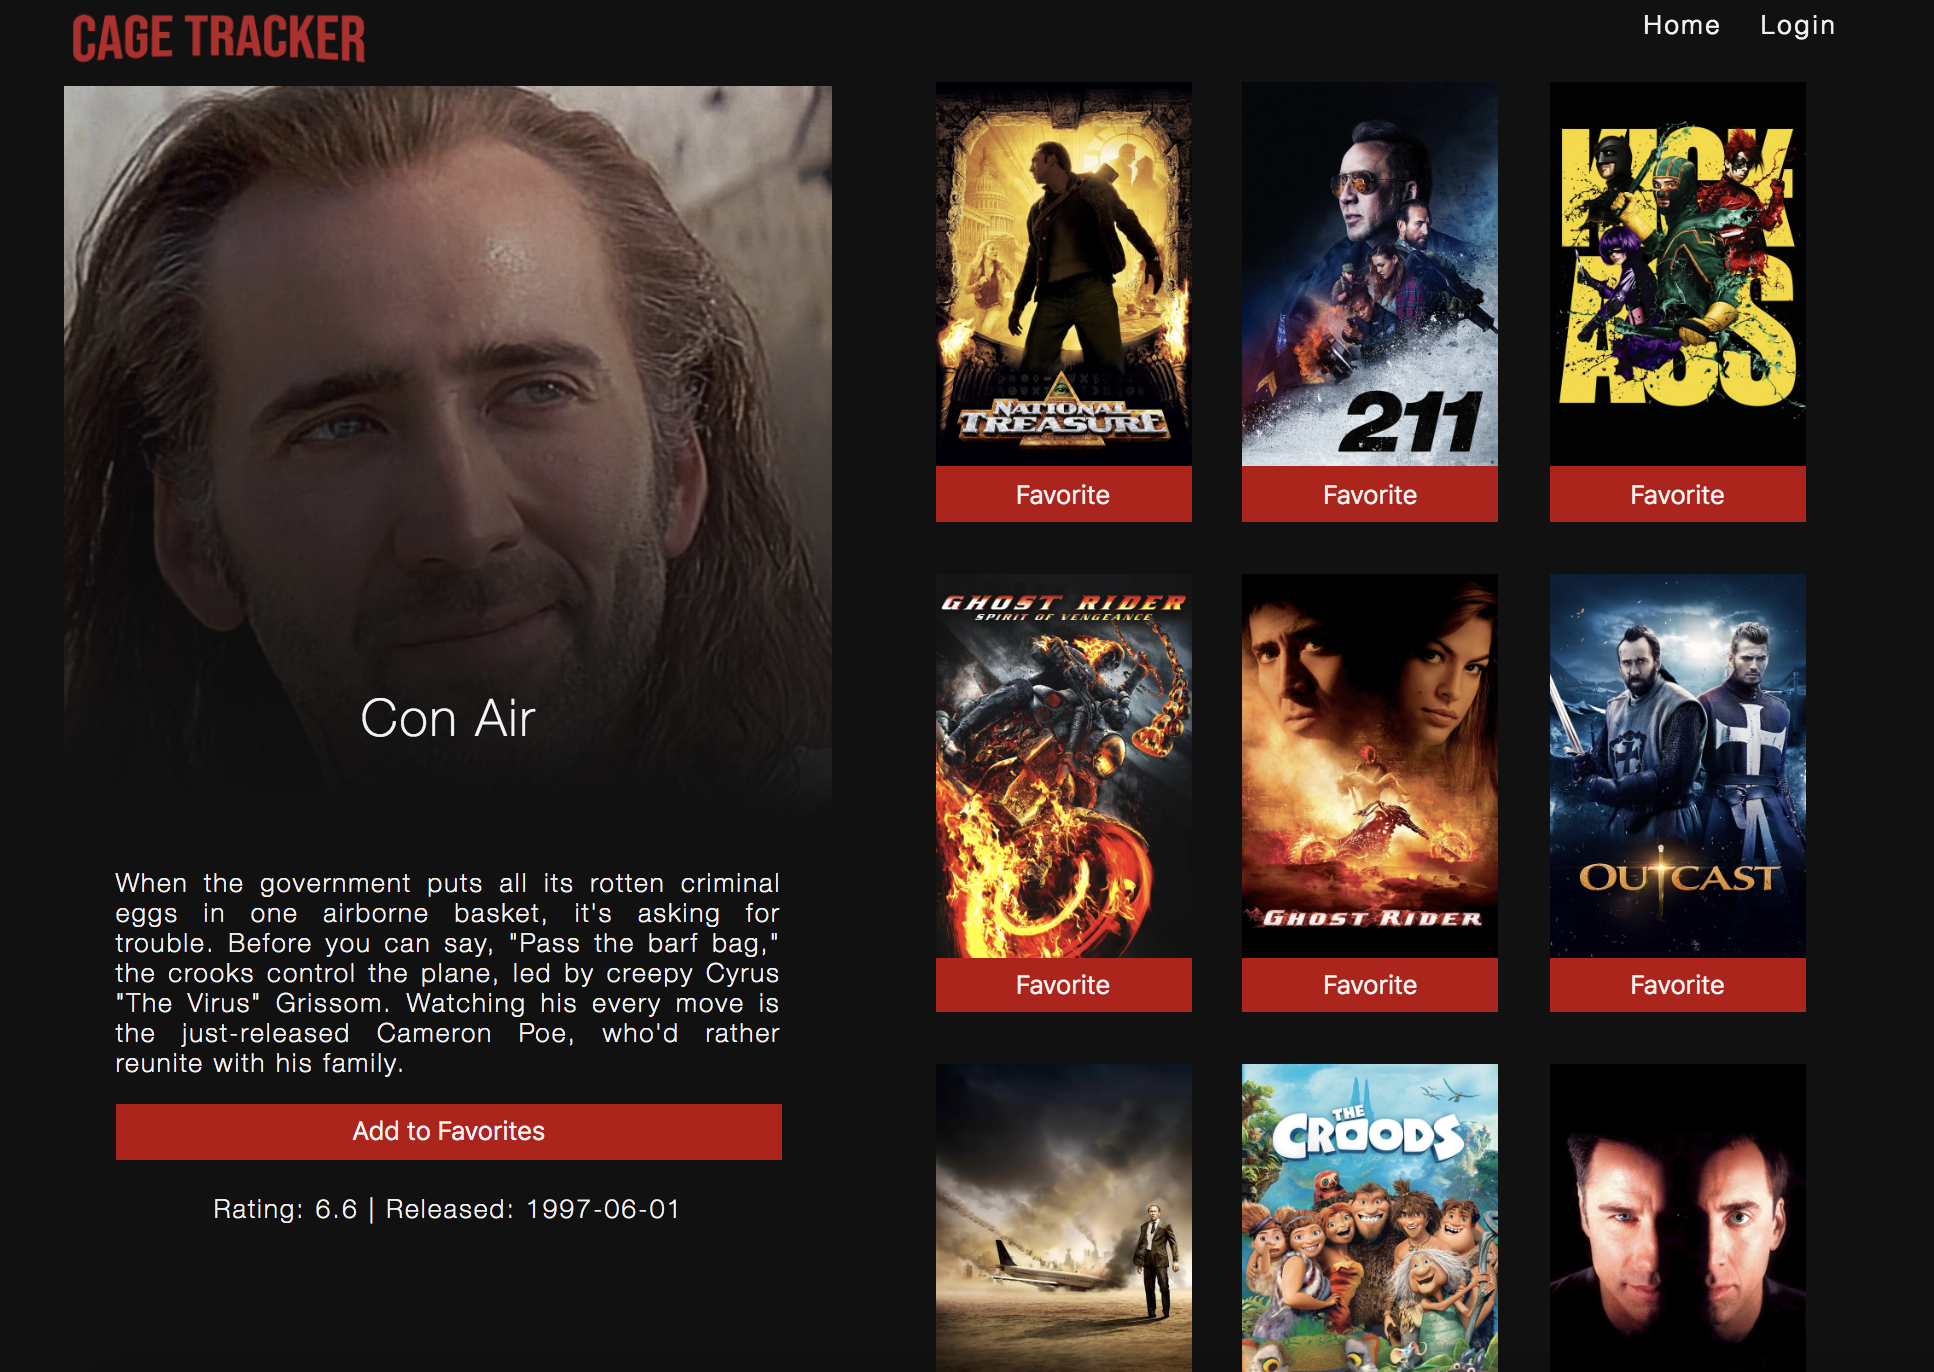 CAGE TRACKER
Home Login
Con Air
When the government puts all its rotten criminal
eggs in one airborne basket, it's asking for
trouble. Before you can say, "Pass the barf bag,"
the crooks control the plane, led by creepy Cyrus
"The Virus" Grissom. Watching his every move is
the just-released Cameron Poe, who'd rather
reunite with his family.
Add to Favorites
Rating: 6.6 | Released: 1997-06-01
NATIONAL
TREASURE
Favorite
211
Favorite
KICK
ASS
Favorite
GHOST RIDER
SPIRIT OF VENGEANCE
Favorite
GHOST RIDER
Favorite
OUTCAST
Favorite
THE
CROODS